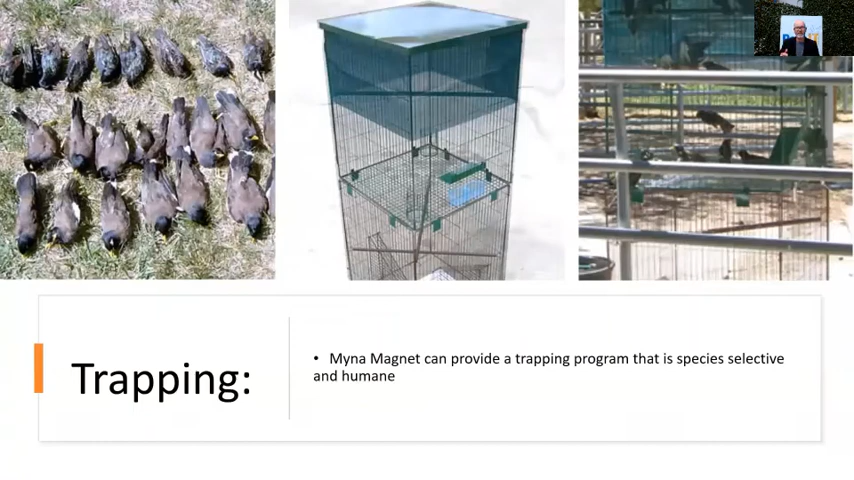 Trapping:
• Myna Magnet can provide a trapping program that is species selective
and humane